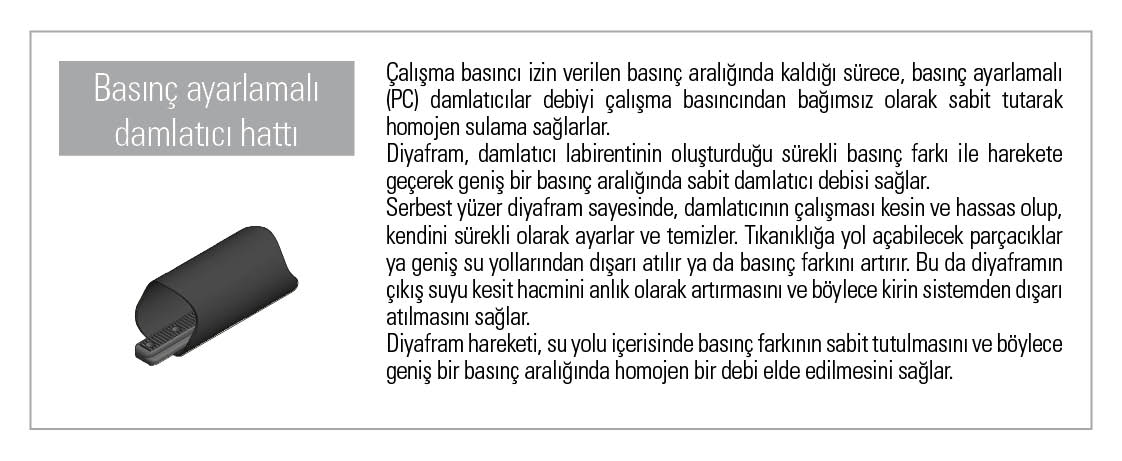 Basınç ayarlamalı
damlatıcı hattı
Çalışma basıncı izin verilen basınç aralığında kaldığı sürece, basınç ayarlamalı
(PC) damlatıcılar debiyi çalışma basıncından bağımsız olarak sabit tutarak
homojen sulama sağlarlar.
Diyafram, damlatıcı labirentinin oluşturduğu sürekli basınç farkı ile harekete
geçerek geniş bir basınç aralığında sabit damlatıcı debisi sağlar.
Serbest yüzer diyafram sayesinde, damlatıcının çalışması kesin ve hassas olup,
kendini sürekli olarak ayarlar ve temizler. Tıkanıklığa yol açabilecek parçacıklar
ya geniş su yollarından dışarı atılır ya da basınç farkını artırır. Bu da diyaframın
çıkış suyu kesit hacmini anlık olarak artırmasını ve böylece kirin sistemden dışarı
atılmasını sağlar.
Diyafram hareketi, su yolu içerisinde basınç farkının sabit tutulmasını ve böylece
geniş bir basınç aralığında homojen bir debi elde edilmesini sağlar.